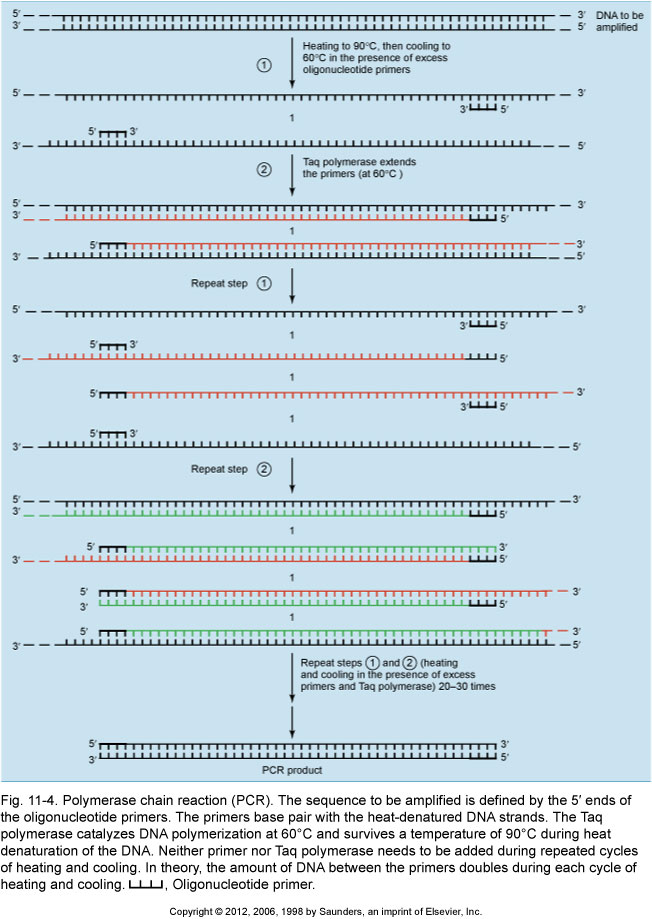 5′ 3′ DNA to be
3′ 5′ amplified
① Heating to 90°C, then cooling to
60°C in the presence of excess
oligonucleotide primers
5′ 3′
3′ 5′
1
5′ 3′
3′ 5′
② Taq polymerase extends
the primers (at 60°C )
5′ 3′
3′ 5′
1
5′ 3′
3′ 5′
Repeat step ①
5′ 3′
3′ 5′
1
5′ 3′
3′ 5′
1
5′ 3′
3′ 5′
1
5′ 3′
3′ 5′
Repeat step ②
5′ 3′
3′ 5′
1
5′ 3′
3′ 5′
1
5′ 3′
3′ 5′
1
5′ 3′
3′ 5′
Repeat steps ① and ② (heating
and cooling in the presence of excess
primers and Taq polymerase) 20–30 times
5′ 3′
3′ 5′
PCR product
Fig. 11-4. Polymerase chain reaction (PCR). The sequence to be amplified is defined by the 5′ ends of
the oligonucleotide primers. The primers base pair with the heat-denatured DNA strands. The Taq
polymerase catalyzes DNA polymerization at 60°C and survives a temperature of 90°C during heat
denaturation of the DNA. Neither primer nor Taq polymerase needs to be added during repeated cycles
of heating and cooling. In theory, the amount of DNA between the primers doubles during each cycle of
heating and cooling. , Oligonucleotide primer.
Copyright © 2012, 2006, 1998 by Saunders, an imprint of Elsevier, Inc.